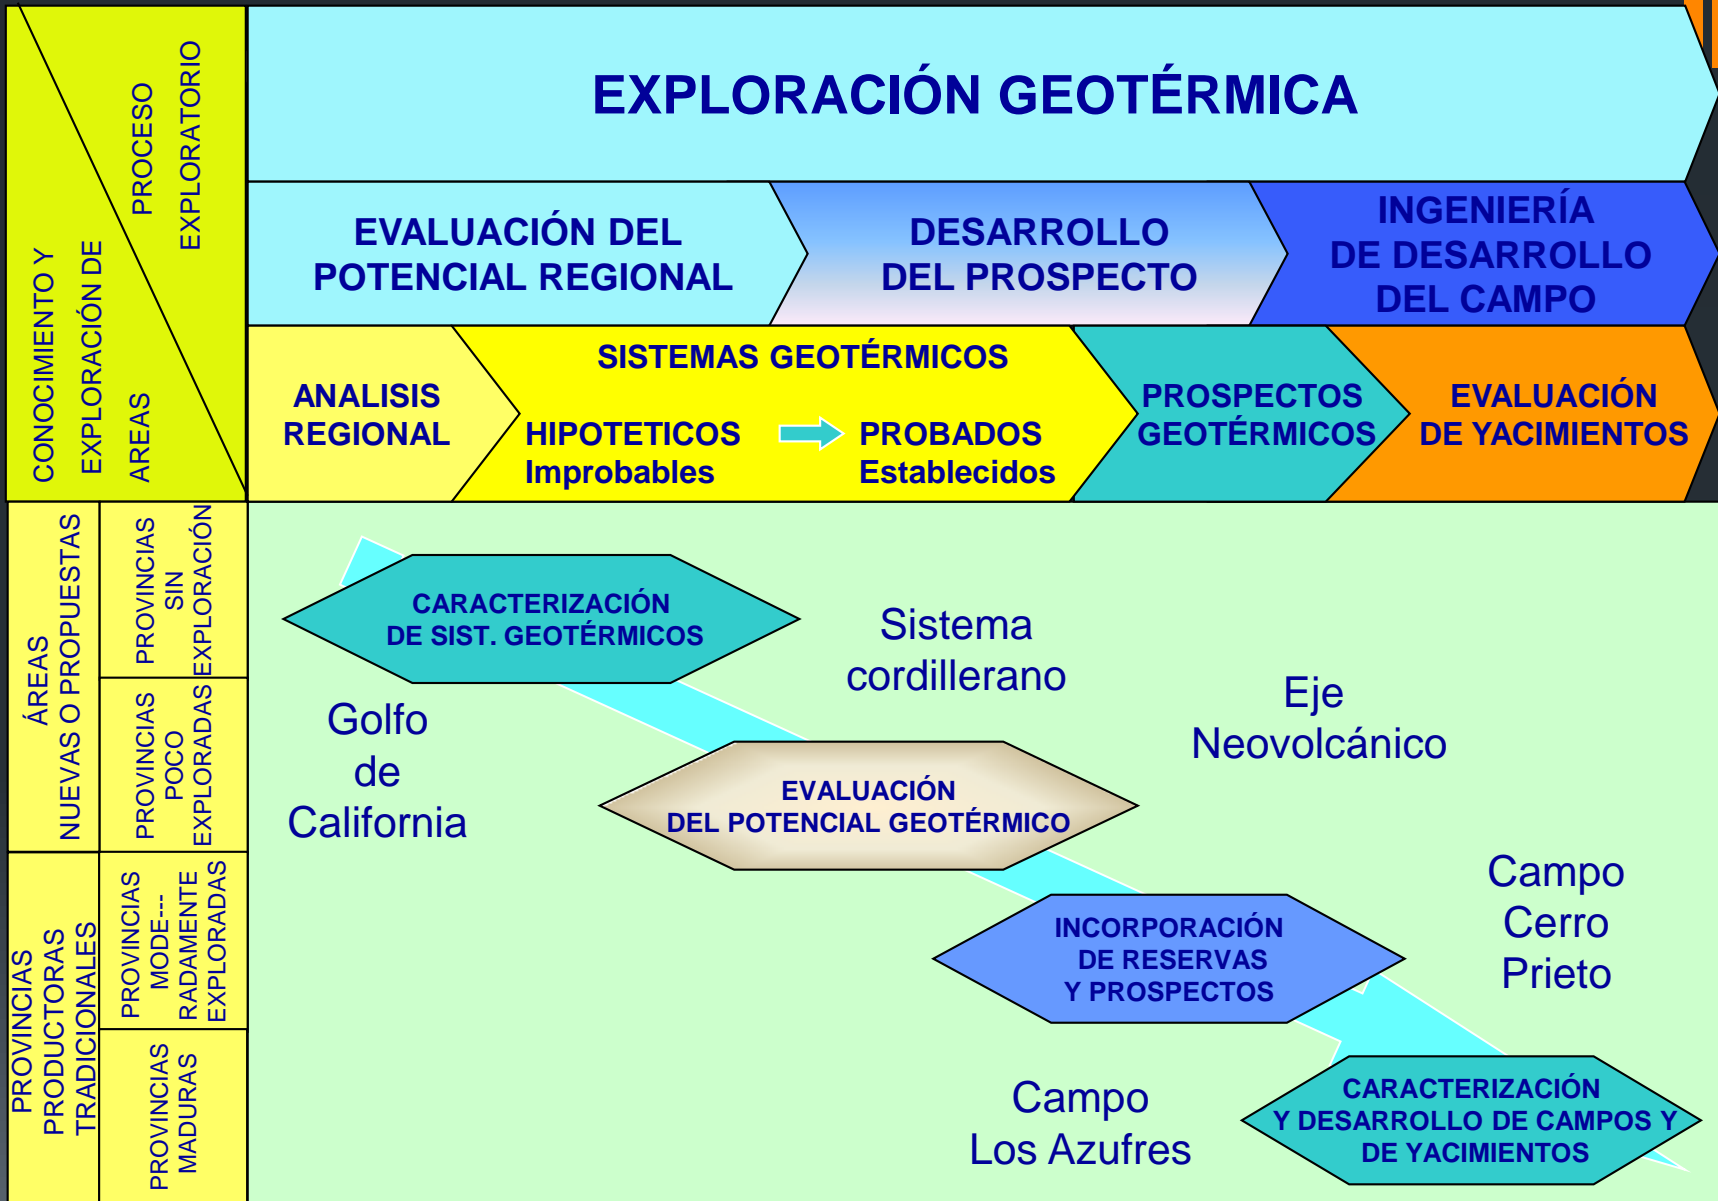 PROCESO
EXPLORATORIO
CONOCIMIENTO Y
EXPLORACIÓN DE
AREAS
EXPLORACIÓN GEOTÉRMICA
EVALUACIÓN DEL
POTENCIAL REGIONAL
DESARROLLO
DEL PROSPECTO
INGENIERÍA
DE DESARROLLO
DEL CAMPO
ANALISIS
REGIONAL
SISTEMAS GEOTÉRMICOS
HIPOTETICOS
Improbables
PROBADOS
Establecidos
PROSPECTOS
GEOTÉRMICOS
EVALUACIÓN
DE YACIMIENTOS
ÁREAS
NUEVAS O PROPUESTAS
PROVINCIAS
SIN
EXPLORACIÓN
PROVINCIAS
POCO
EXPLORADAS
PROVINCIAS
PRODUCTORAS
TRADICIONALES
PROVINCIAS
MODE---
RADAMENTE
EXPLORADAS
PROVINCIAS
MADURAS
CARACTERIZACIÓN
DE SIST. GEOTÉRMICOS
Sistema
cordillerano
Golfo
de
California
Eje
Neovolcánico
EVALUACIÓN
DEL POTENCIAL GEOTÉRMICO
INCORPORACIÓN
DE RESERVAS
Y PROSPECTOS
Campo
Cerro
Prieto
Campo
Los Azufres
CARACTERIZACIÓN
Y DESARROLLO DE CAMPOS Y
DE YACIMIENTOS